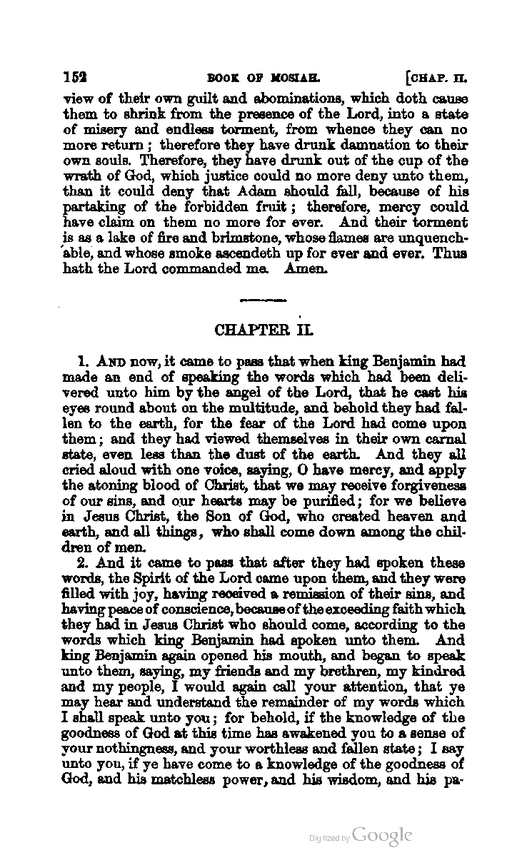 152 BOOK OF MOSIAH. [CHAP. II.
view of their own guilt and abominations, which doth cause
them to shrink from the presence of the Lord, into a state
of misery and endless torment, from whence they can no
more return; therefore they have drunk damnation to their
own souls. Therefore, they have drunk out of the cup of the
wrath of God, which justice could no more deny unto them,
than it could deny that Adam should fall, because of his
partaking of the forbidden fruit; therefore, mercy could
have claim on them no more for ever. And their torment
is as a lake of fire and brimstone, whose flames are unquench-
able, and whose smoke ascendeth up for ever and ever. Thus
hath the Lord commanded me. Amen.
CHAPTER II.
1. AND now, it came to pass that when king Benjamin had
made an end of speaking the words which had been deli-
vered unto him by the angel of the Lord, that he cast his
eyes round about on the multitude, and behold they had fal-
len to the earth, for the fear of the Lord had come upon
them; and they had viewed themselves in their own carnal
state, even less than the dust of the earth. And they all
cried aloud with one voice, saying, O have mercy, and apply
the atoning blood of Christ, that we may receive forgiveness
of our sins, and our hearts may be purified; for we believe
in Jesus Christ, the Son of God, who created heaven and
earth, and all things, who shall come down among the chil-
dren of men.
2. And it came to pass that after they had spoken these
words, the Spirit of the Lord came upon them, and they were
filled with joy, having received a remission of their sins, and
having peace of conscience, because of the exceeding faith which
they had in Jesus Christ who should come, according to the
words which king Benjamin had spoken unto them. And
king Benjamin again opened his mouth, and began to speak
unto them, saying, my friends and my brethren, my kindred
and my people, I would again call your attention, that ye
may hear and understand the remainder of my words which
I shall speak unto you; for behold, if the knowledge of the
goodness of God at this time has awakened you to a sense of
your nothingness, and your worthless and fallen state; I say
unto you, if ye have come to a knowledge of the goodness of
God, and his matchless power, and his wisdom, and his pa-
Digitized by Google